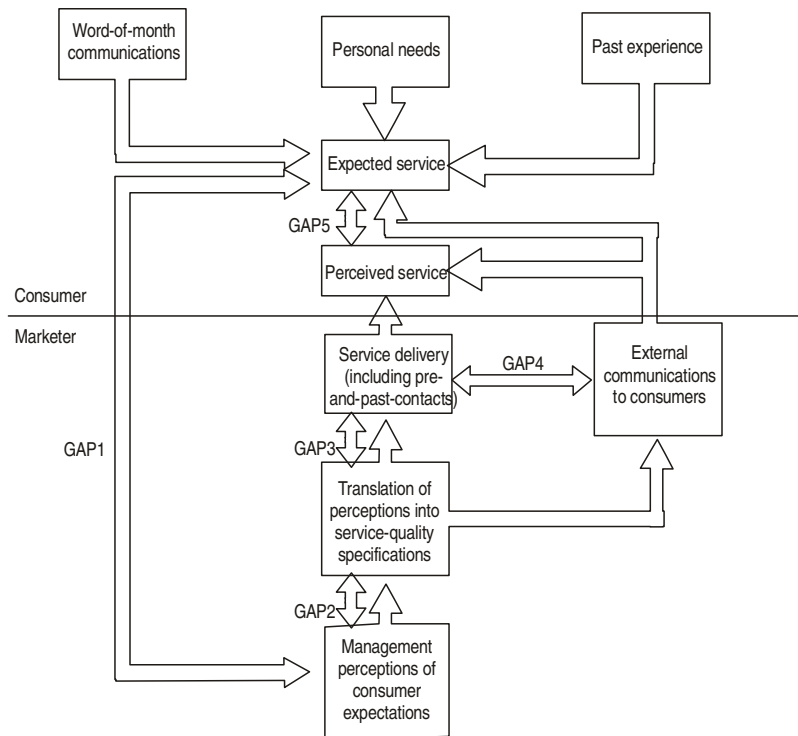 Word-of-month
communications
Personal needs
Past experience
Expected service
GAP5
Perceived service
Consumer
Marketer
Service delivery
(including pre-
and-past-contacts)
GAP4
External
communications
to consumers
GAP1
GAP3
Translation of
perceptions into
service-quality
specifications
GAP2
Management
perceptions of
consumer
expectations